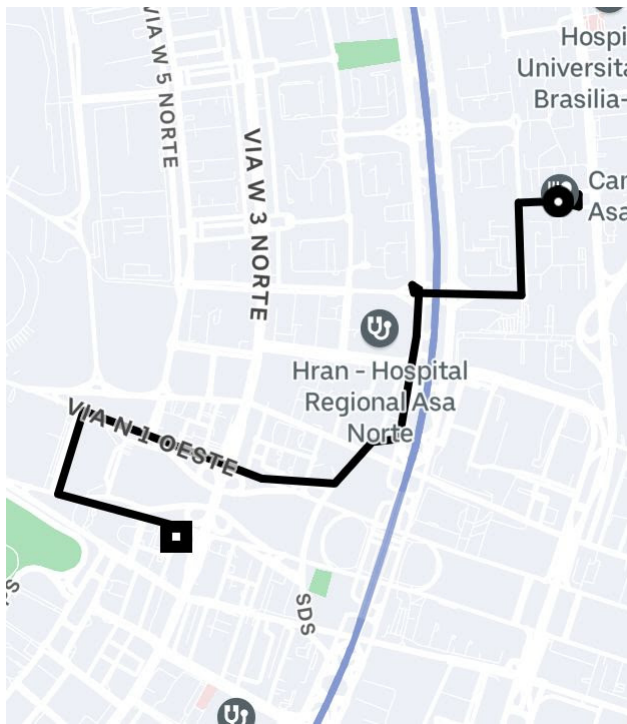 VIA W 5 NORTE
VIA W 3 NORTE
Hospi
Universita
Brasilia-
Car
Asa
Hran - Hospital
Regional Asa
Norte
VIA N 1 OESTE
SDS